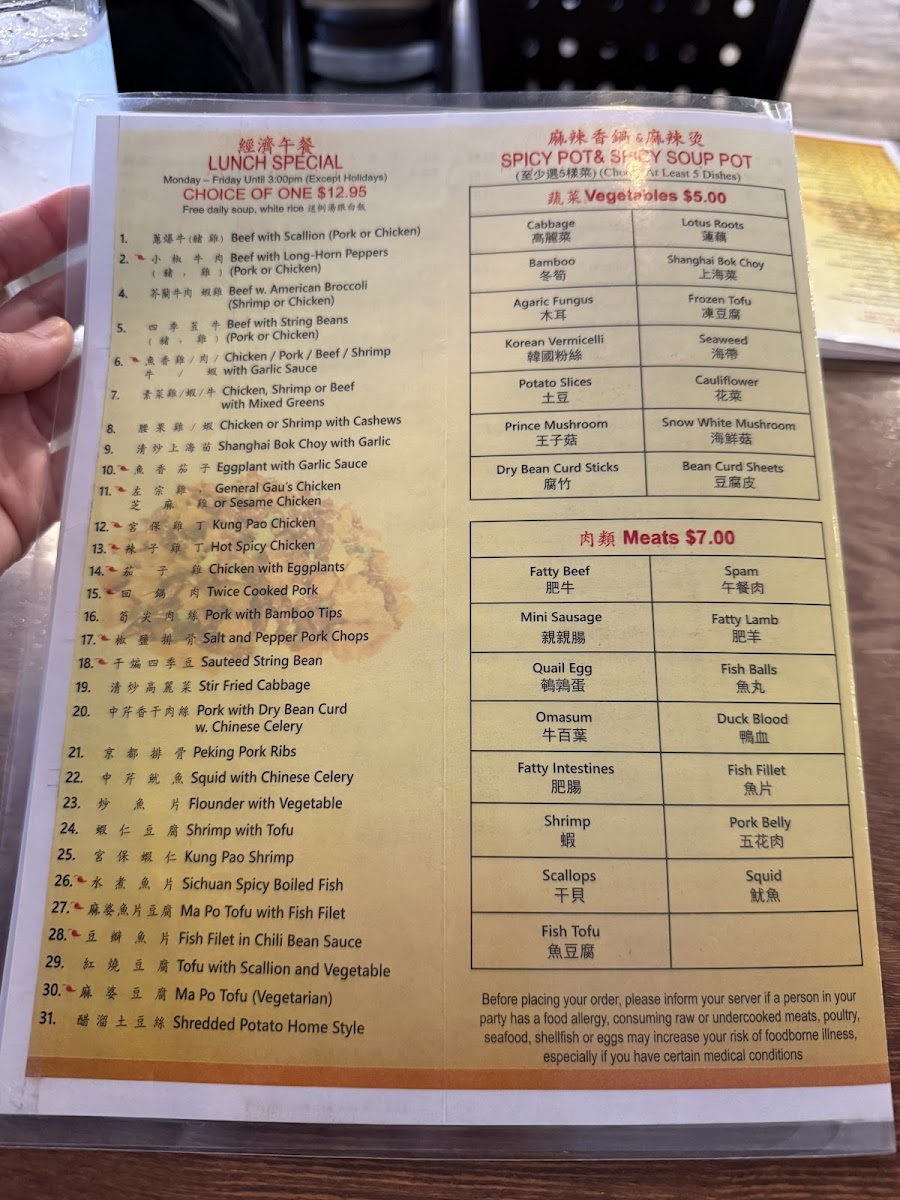 經濟午餐
LUNCH SPECIAL
Monday – Friday Until 3:00pm (Except Holidays)
CHOICE OF ONE $12.95
Free daily soup, white rice 送例湯跟白飯
1. 蔥爆牛(豬雞) Beef with Scallion (Pork or Chicken)
2. 小椒牛肉 Beef with Long-Horn Peppers
(豬,雞) (Pork or Chicken)
4. 芥蘭牛肉 蝦雞 Beef w. American Broccoli
(Shrimp or Chicken)
5. 四季荳牛 Beef with String Beans
(豬,雞) (Pork or Chicken)
6. 魚香雞/肉/ Chicken / Pork / Beef / Shrimp
牛/蝦 with Garlic Sauce
7. 素菜雞/蝦/牛 Chicken, Shrimp or Beef
with Mixed Greens
8. 腰果雞/蝦 Chicken or Shrimp with Cashews
9. 清炒上海苗 Shanghai Bok Choy with Garlic
10. 魚香茄子 Eggplant with Garlic Sauce
11. 左宗雞, General Gau's Chicken
芝麻雞 or Sesame Chicken
12. 宮保雞丁 Kung Pao Chicken
13. 辣子雞丁 Hot Spicy Chicken
14. 茄子雞 Chicken with Eggplants
15. 回鍋肉 Twice Cooked Pork
16. 筍尖肉絲 Pork with Bamboo Tips
17. 椒鹽排骨 Salt and Pepper Pork Chops
18. 干煸四季豆 Sauteed String Bean
19. 清炒高麗菜 Stir Fried Cabbage
20. 中芹香干肉絲 Pork with Dry Bean Curd
w. Chinese Celery
21. 京都排骨 Peking Pork Ribs
22. 中芹魷魚 Squid with Chinese Celery
23. 炒魚片 Flounder with Vegetable
24. 蝦仁豆腐 Shrimp with Tofu
25. 宮保蝦仁 Kung Pao Shrimp
26. 水煮魚片 Sichuan Spicy Boiled Fish
27. 麻婆魚片豆腐 Ma Po Tofu with Fish Filet
28. 豆瓣魚片 Fish Filet in Chili Bean Sauce
29. 紅燒豆腐 Tofu with Scallion and Vegetable
30. 麻婆豆腐 Ma Po Tofu (Vegetarian)
31. 醋溜土豆絲 Shredded Potato Home Style
麻辣香鍋&麻辣烫
SPICY POT& SPICY SOUP POT
(至少選5樣菜) (Choose At Least 5 Dishes)
蔬菜 Vegetables $5.00
Cabbage
高麗菜
Lotus Roots
蓮藕
Bamboo
冬筍
Shanghai Bok Choy
上海菜
Agaric Fungus
木耳
Frozen Tofu
凍豆腐
Korean Vermicelli
韓國粉絲
Seaweed
海帶
Potato Slices
土豆
Cauliflower
花菜
Prince Mushroom
王子菇
Snow White Mushroom
海鮮菇
Dry Bean Curd Sticks
腐竹
Bean Curd Sheets
豆腐皮
肉類 Meats $7.00
Fatty Beef
肥牛
Spam
午餐肉
Mini Sausage
親親腸
Fatty Lamb
肥羊
Quail Egg
鵪鶉蛋
Fish Balls
魚丸
Omasum
牛百葉
Duck Blood
鴨血
Fatty Intestines
肥腸
Fish Fillet
魚片
Shrimp
蝦
Pork Belly
五花肉
Scallops
干貝
Squid
魷魚
Fish Tofu
魚豆腐
Before placing your order, please inform your server if a person in your
party has a food allergy, consuming raw or undercooked meats, poultry,
seafood, shellfish or eggs may increase your risk of foodborne illness,
especially if you have certain medical conditions